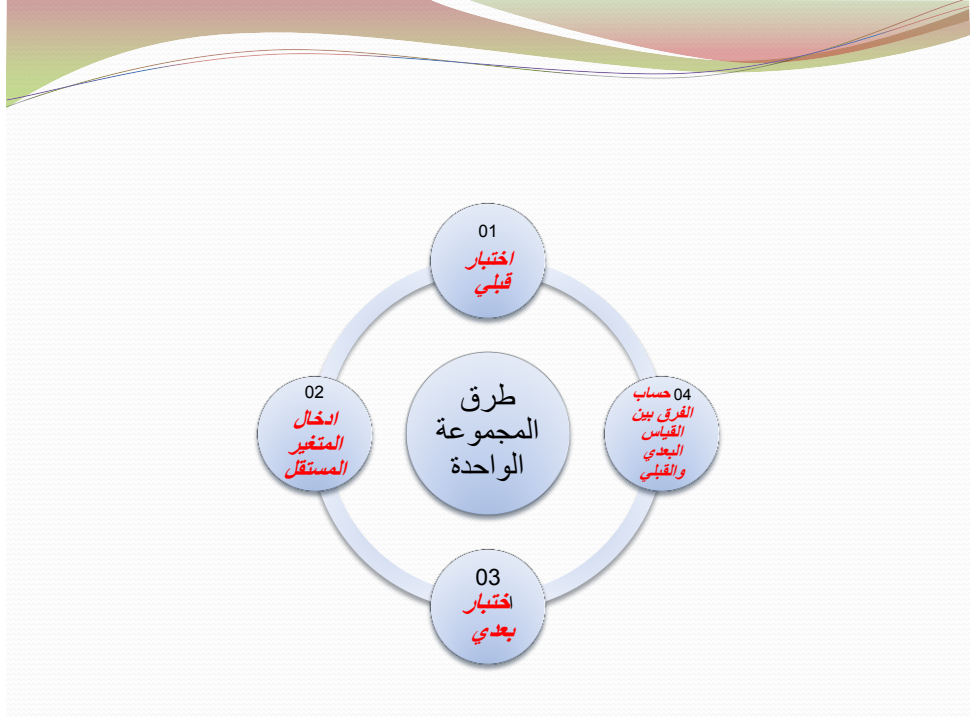 01
اختبار
قبلي
02
ادخال
المتغير
المستقل
طرق
المجموعة
الواحدة
04 حساب
الفرق بين
القياس
البعدي
والقبلي
03
اختبار
بعدي